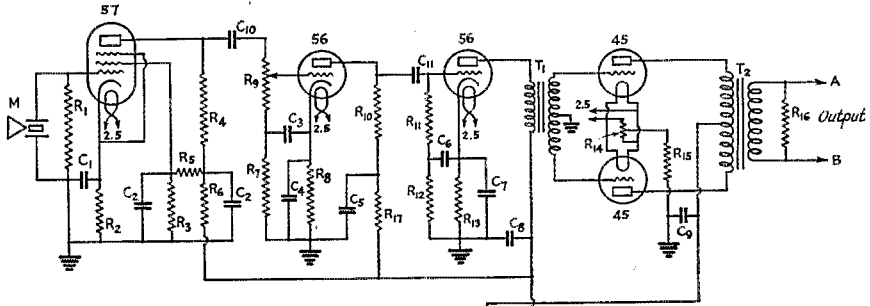 57
C10
56
C11
56
45
T1
T2
M
R1
R4
R9
R10
R11
2.5
A
R16
Output
B
2.5
C3
2.5
2.5
R14
R15
C1
R5
C6
C2
R2
R3
R6
C2
R7
C4
R8
C5
R17
R12
R13
C7
C8
45
C9